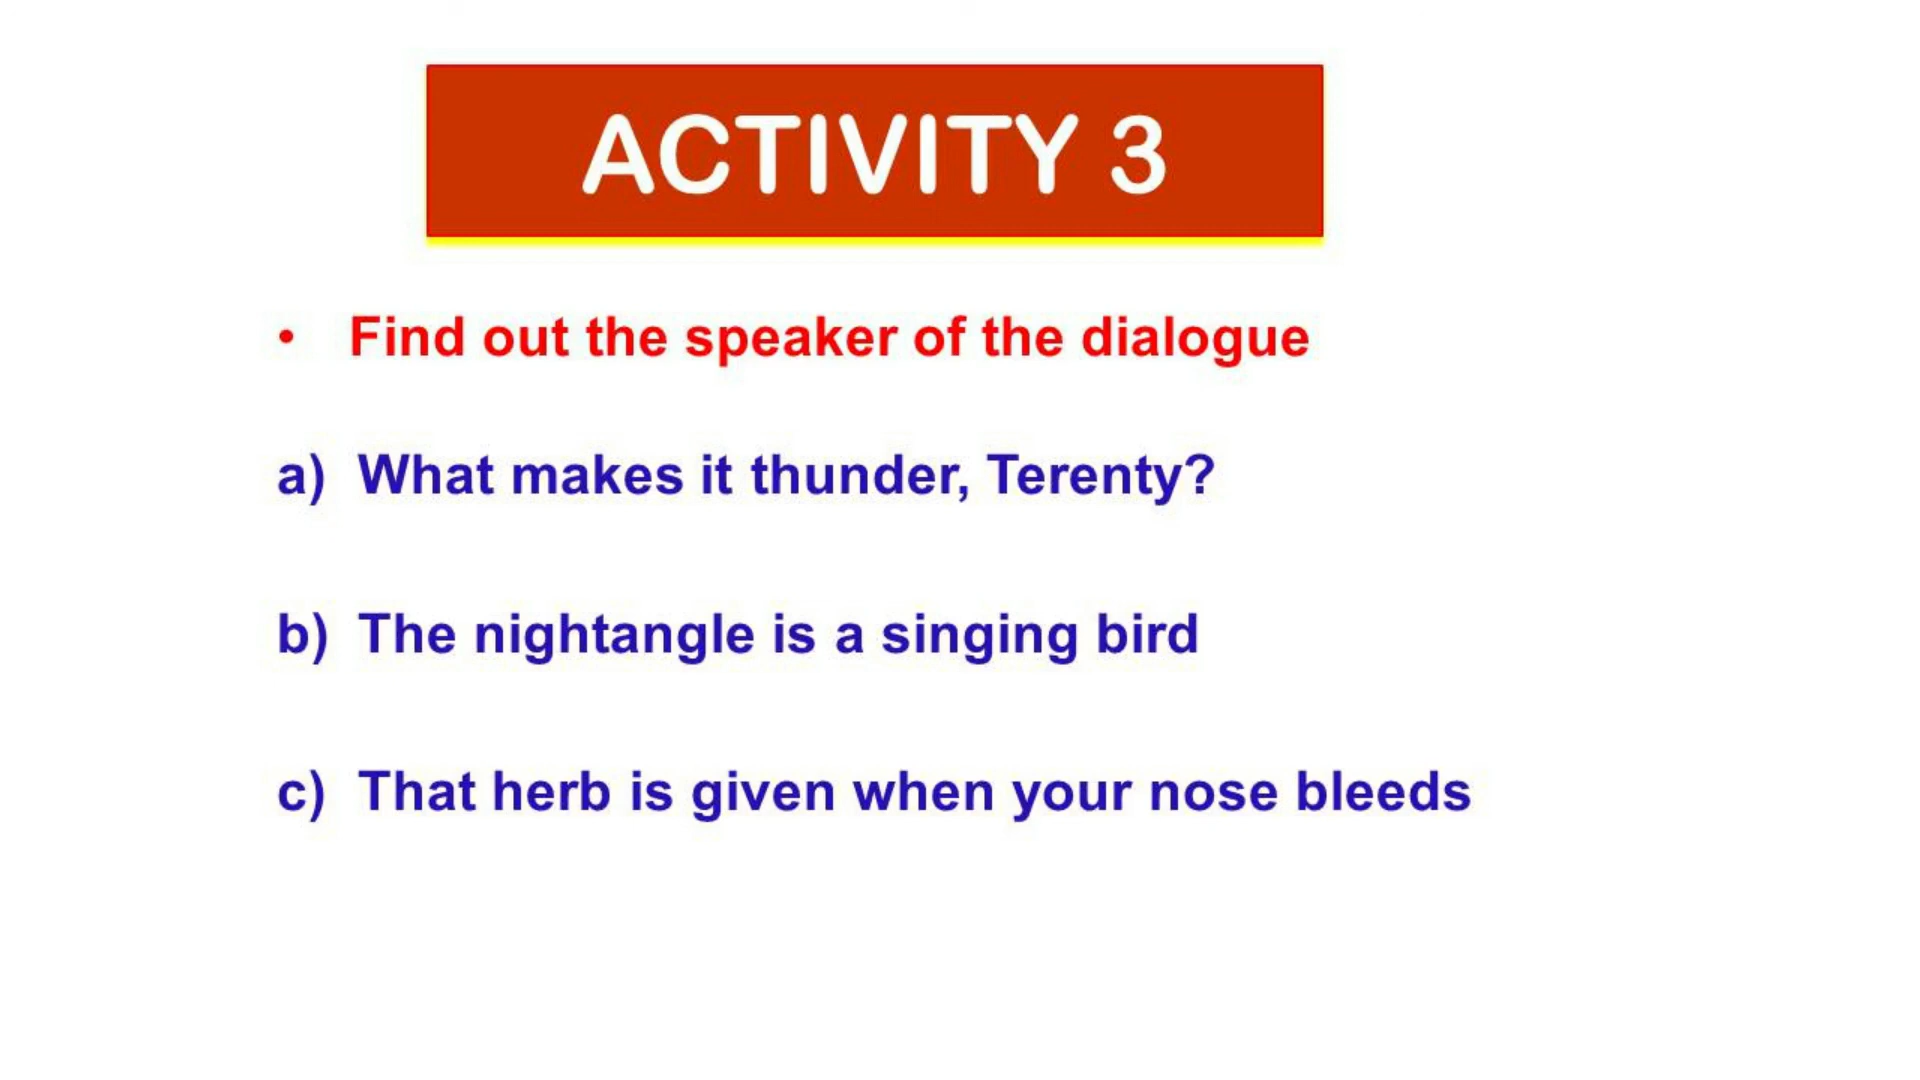 ACTIVITY 3
• Find out the speaker of the dialogue
a) What makes it thunder, Terenty?
b) The nightangle is a singing bird
c) That herb is given when your nose bleeds